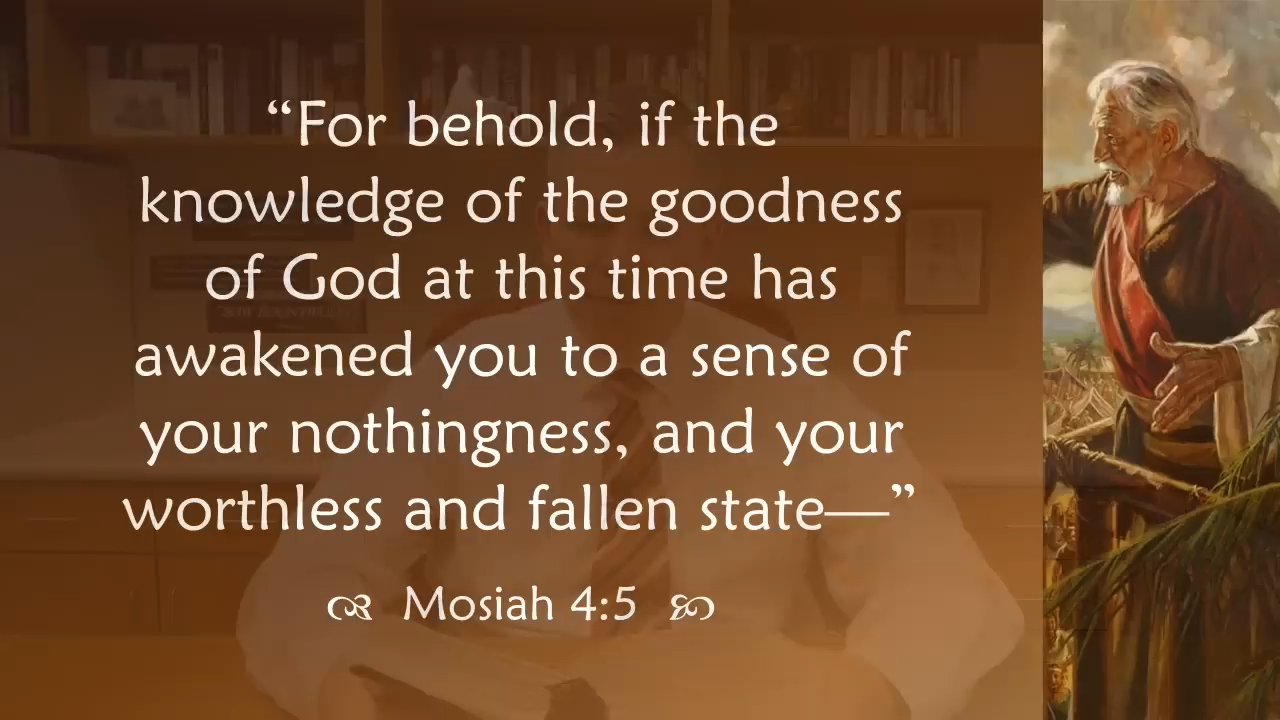 “For behold, if the
knowledge of the goodness
of God at this time has
awakened you to a sense of
your nothingness, and your
worthless and fallen state—”
Mosiah 4:5